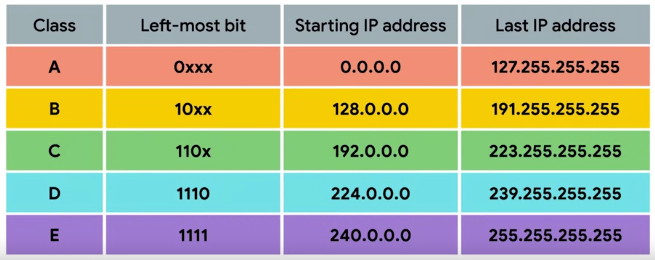 Class Left-most bit Starting IP address Last IP address
A 0xxx 0.0.0.0 127.255.255.255
B 10xx 128.0.0.0 191.255.255.255
C 110x 192.0.0.0 223.255.255.255
D 1110 224.0.0.0 239.255.255.255
E 1111 240.0.0.0 255.255.255.255